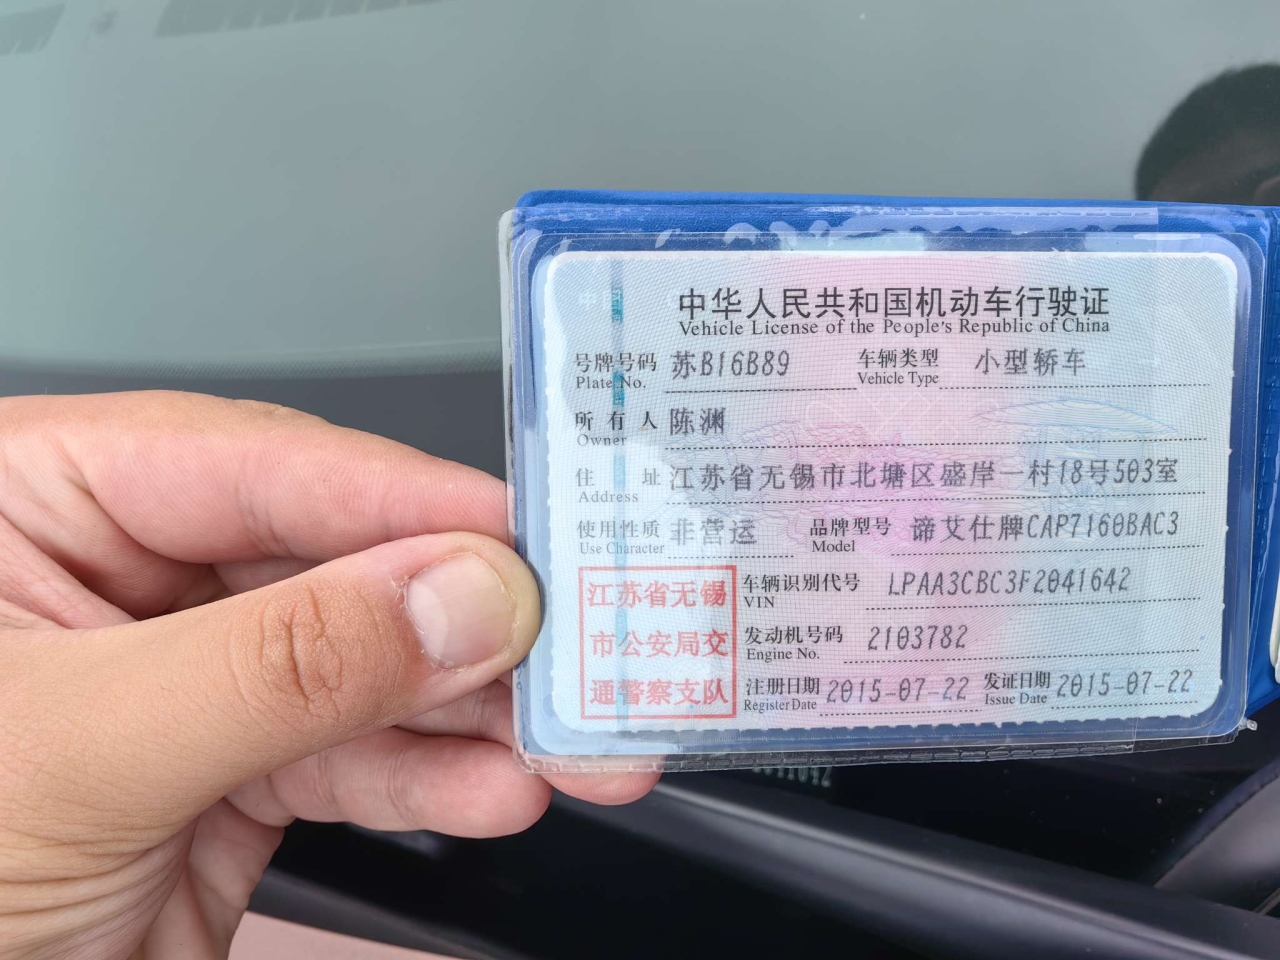 中华人民共和国机动车行驶证
Vehicle License of the People's Republic of China
号牌号码 苏B16B89 车辆类型 小型轿车
Plate No. Vehicle Type
所有人 陈渊
Owner
住址 江苏省无锡市北塘区盛岸一村18号503室
Address
使用性质 非营运 品牌型号 谛艾仕牌CAP7160BAC3
Use Character Model
江苏省无锡
市公安局交
通警察支队
车辆识别代号 LPAA3CBC3F2041642
VIN
发动机号码 2103782
Engine No.
注册日期 2015-07-22 发证日期 2015-07-22
Register Date Issue Date